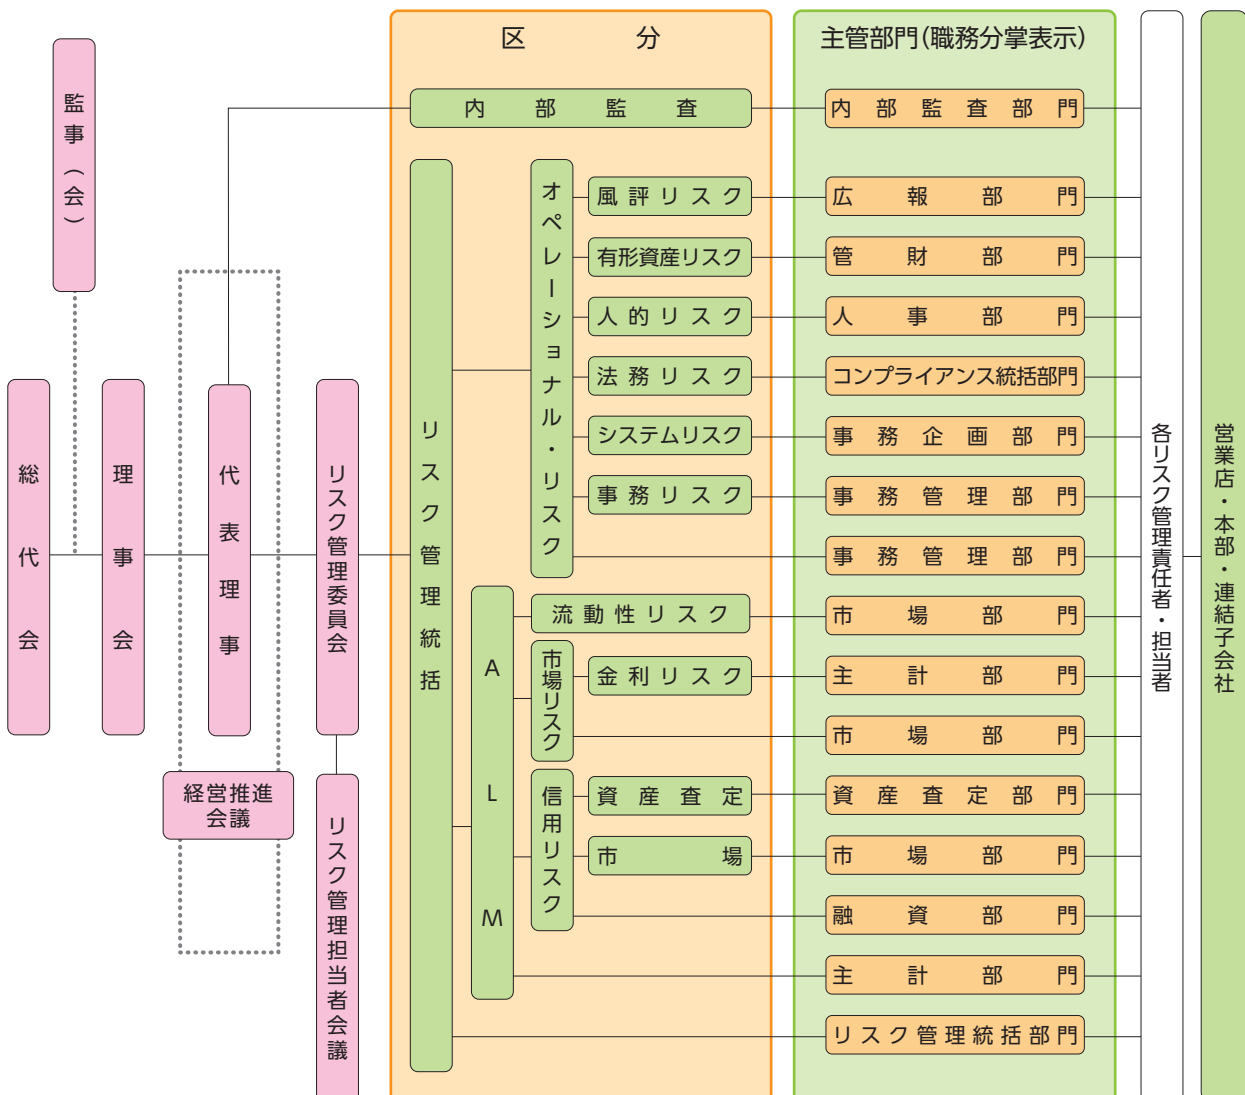 監事（会）
総代会
理事会
代表理事
経営推進
会議
リスク管理委員会
リスク管理担当者会議
区分
主管部門（職務分掌表示）
内部監査
内部監査部門
リスク管理統括
オペレーショナル・リスク
風評リスク
広報部門
有形資産リスク
管財部門
人的リスク
人事部門
法務リスク
コンプライアンス統括部門
システムリスク
事務企画部門
事務リスク
事務管理部門
事務管理部門
ALM
流動性リスク
市場部門
市場リスク
金利リスク
主計部門
市場部門
信用リスク
資産査定
資産査定部門
市場
市場部門
融資部門
主計部門
リスク管理統括部門
各リスク管理責任者・担当者
営業店・本部・連結子会社